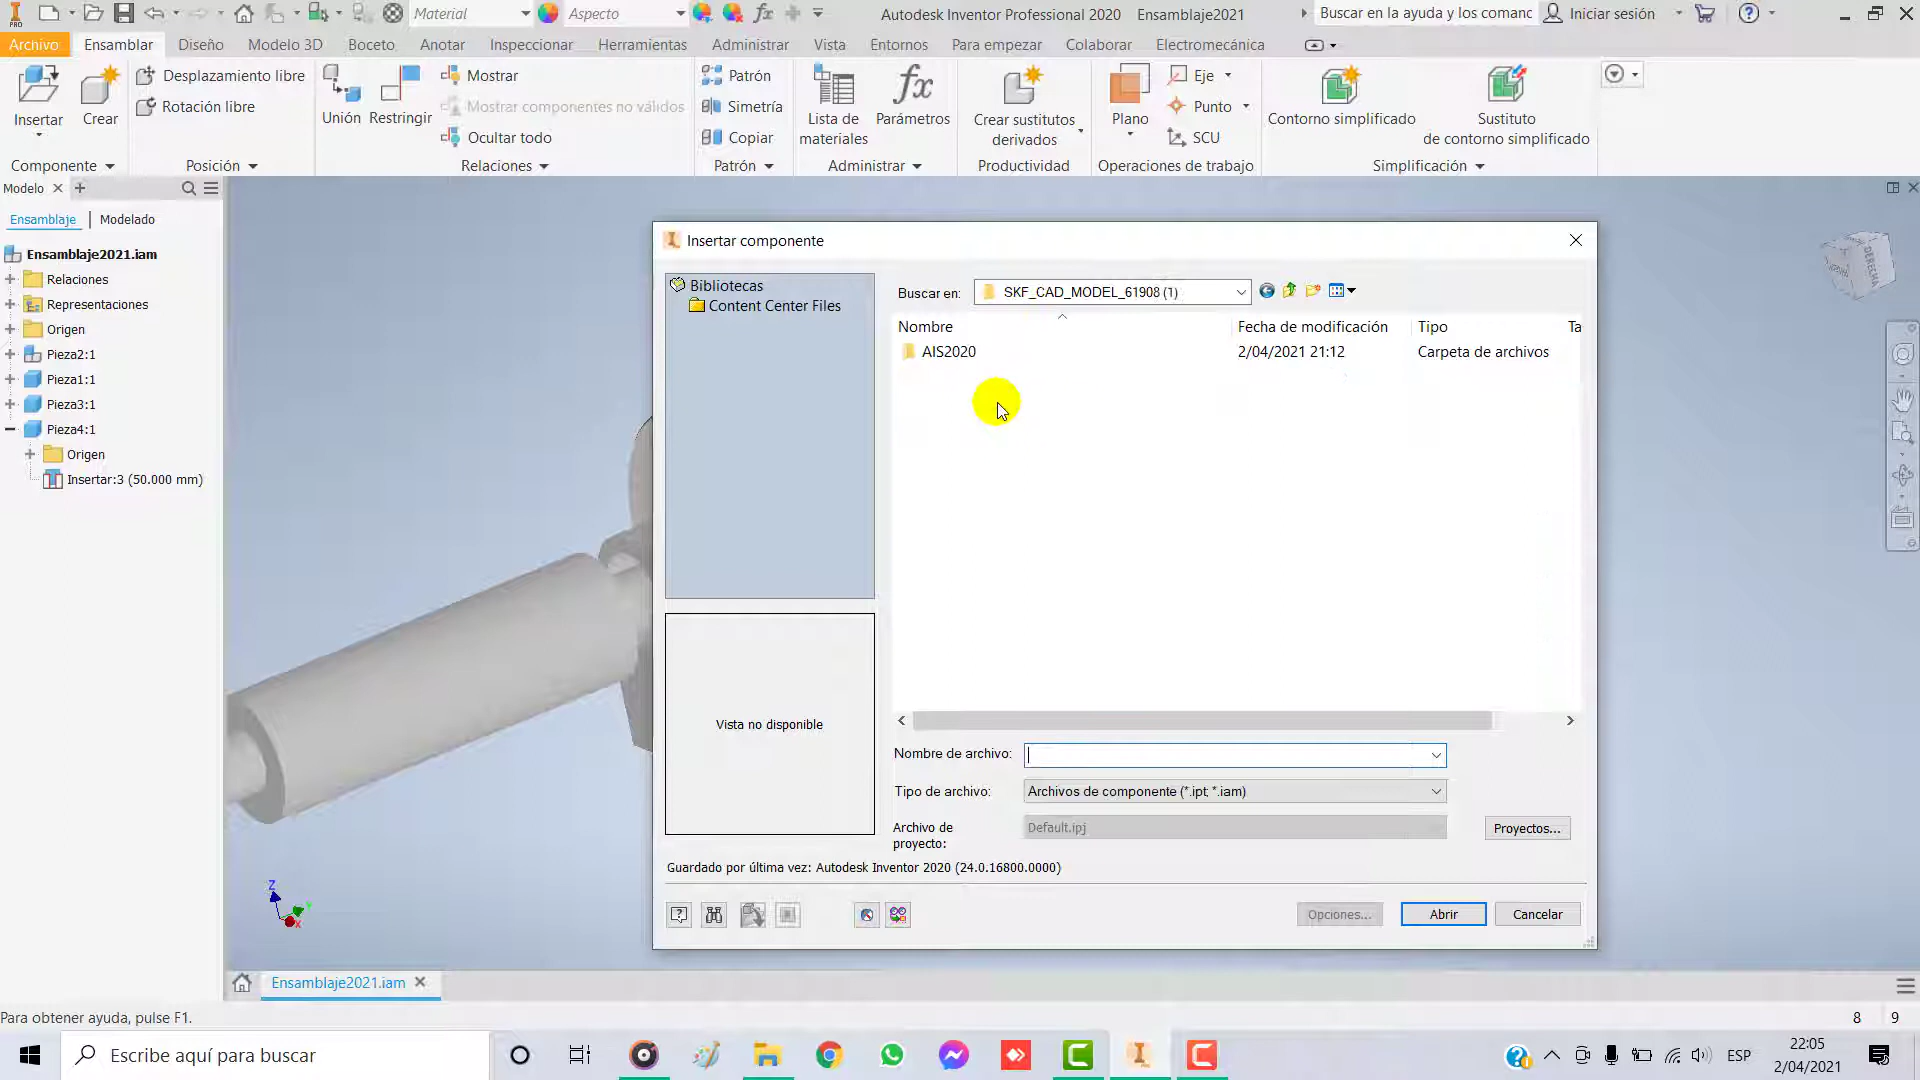 Material
Aspecto
Autodesk Inventor Professional 2020 Ensamblaje2021
Buscar en la ayuda y los comanc
Iniciar sesión
PRO
Archivo Ensamblar Diseño Modelo 3D Boceto Anotar Inspeccionar Herramientas Administrar Vista Entornos Para empezar Colaborar Electromecánica
Insertar
Crear
Desplazamiento libre
Rotación libre
Unión
Restringir
Mostrar
Mostrar componentes no válidos
Ocultar todo
Patrón
Simetría
Copiar
Lista de materiales
Parámetros
Crear sustitutos derivados
Plano
Eje
Punto
SCU
Contorno simplificado
Sustituto de contorno simplificado
Componente Posición Relaciones Patrón Administrar Productividad Operaciones de trabajo Simplificación
Modelo
Ensamblaje | Modelado
Ensamblaje2021.iam
Relaciones
Representaciones
Origen
Pieza2:1
Pieza1:1
Pieza3:1
Pieza4:1
Origen
Insertar:3 (50.000 mm)
DERECHA
Insertar componente
Bibliotecas
Content Center Files
Buscar en: SKF_CAD_MODEL_61908 (1)
Nombre Fecha de modificación Tipo Ta
AIS2020 2/04/2021 21:12 Carpeta de archivos
Vista no disponible
Nombre de archivo:
Tipo de archivo: Archivos de componente (*.ipt; *.iam)
Archivo de proyecto: Default.ipj
Proyectos...
Guardado por última vez: Autodesk Inventor 2020 (24.0.16800.0000)
Opciones... Abrir Cancelar
Z
X
Ensamblaje2021.iam
Para obtener ayuda, pulse F1.
8 9
Escribe aquí para buscar
ESP
22:05
2/04/2021